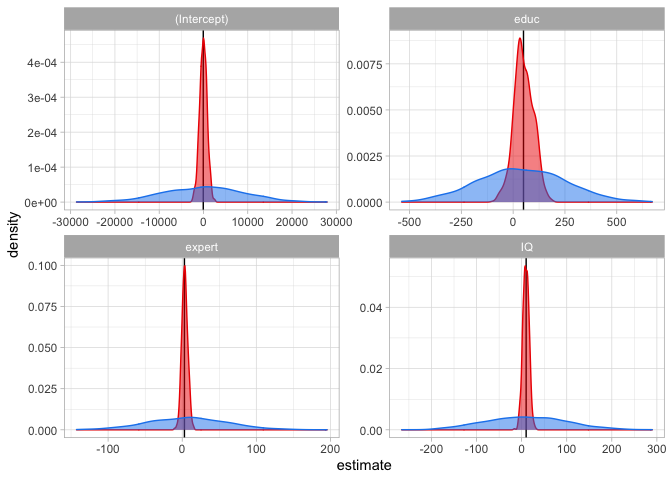 (Intercept)
educ
4e-04
3e-04
2e-04
1e-04
0e+00
0.0075
0.0050
0.0025
0.0000
-30000 -20000 -10000 0 10000 20000 30000
-500 -250 0 250 500
density
expert
IQ
0.100
0.075
0.050
0.025
0.000
0.04
0.02
0.00
-100 0 100 200
-200 -100 0 100 200 300
estimate